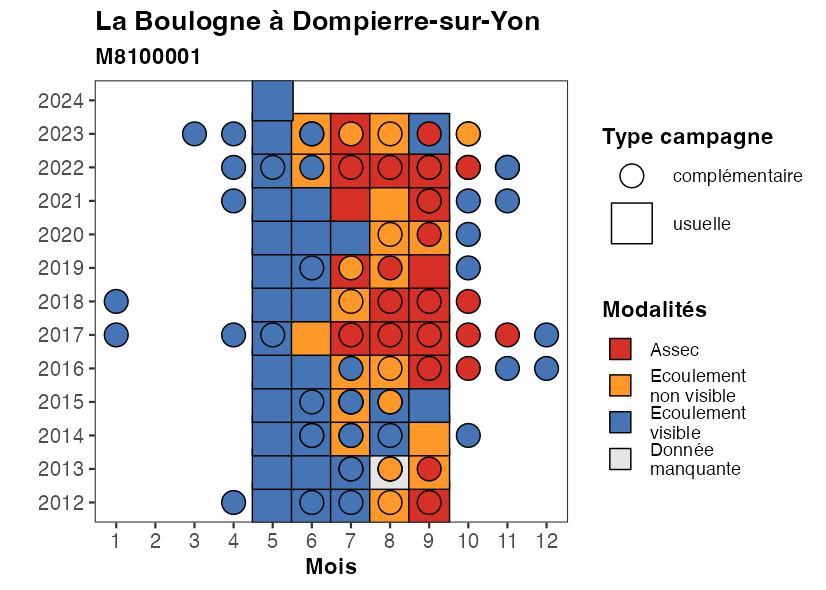 La Boulogne à Dompierre-sur-Yon
M8100001
2024
2023
2022
2021
2020
2019
2018
2017
2016
2015
2014
2013
2012
1 2 3 4 5 6 7 8 9 10 11 12
Mois
Type campagne
complémentaire
usuelle
Modalités
Assec
Ecoulement
non visible
Ecoulement
visible
Donnée
manquante